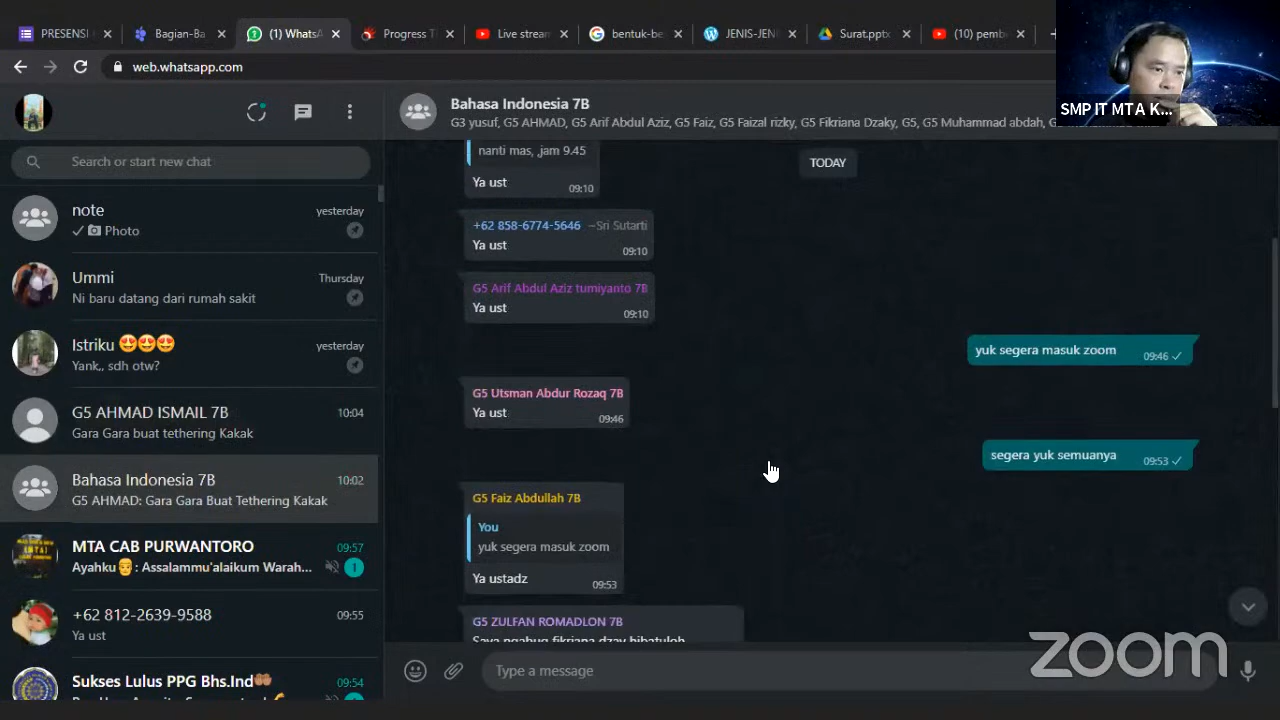 PRESENSI
Bagian-Ba
(1) WhatsA
Progress T
Live stream
bentuk-be
JENIS-JEN
Surat.pptx
(10) pemb
web.whatsapp.com
SMP IT MTA K...
Search or start new chat
note
yesterday
Photo
Ummi
Thursday
Ni baru datang dari rumah sakit
Istriku 😍😍😍
yesterday
Yank,, sdh otw?
G5 AHMAD ISMAIL 7B
10:04
Gara Gara buat tethering Kakak
Bahasa Indonesia 7B
10:02
G5 AHMAD: Gara Gara Buat Tethering Kakak
MTA CAB PURWANTORO
09:57
Ayahku👨: Assalammu'alaikum Warah...
1
+62 812-2639-9588
09:55
Ya ust
Sukses Lulus PPG Bhs.Ind🤲🏽
09:54
Bahasa Indonesia 7B
G3 yusuf, G5 AHMAD, G5 Arif Abdul Aziz, G5 Faiz, G5 Faizal rizky, G5 Fikriana Dzaky, G5, G5 Muhammad abdah,
nanti mas, ,jam 9.45
Ya ust
09:10
TODAY
+62 858-6774-5646 ~Sri Sutarti
Ya ust
09:10
G5 Arif Abdul Aziz tumiyanto 7B
Ya ust
09:10
yuk segera masuk zoom
09:46
G5 Utsman Abdur Rozaq 7B
Ya ust
09:46
segera yuk semuanya
09:53
G5 Faiz Abdullah 7B
You
yuk segera masuk zoom
Ya ustadz
09:53
G5 ZULFAN ROMADLON 7B
Saya ngabug fikriana dzay hibatuloh
Type a message
zoom